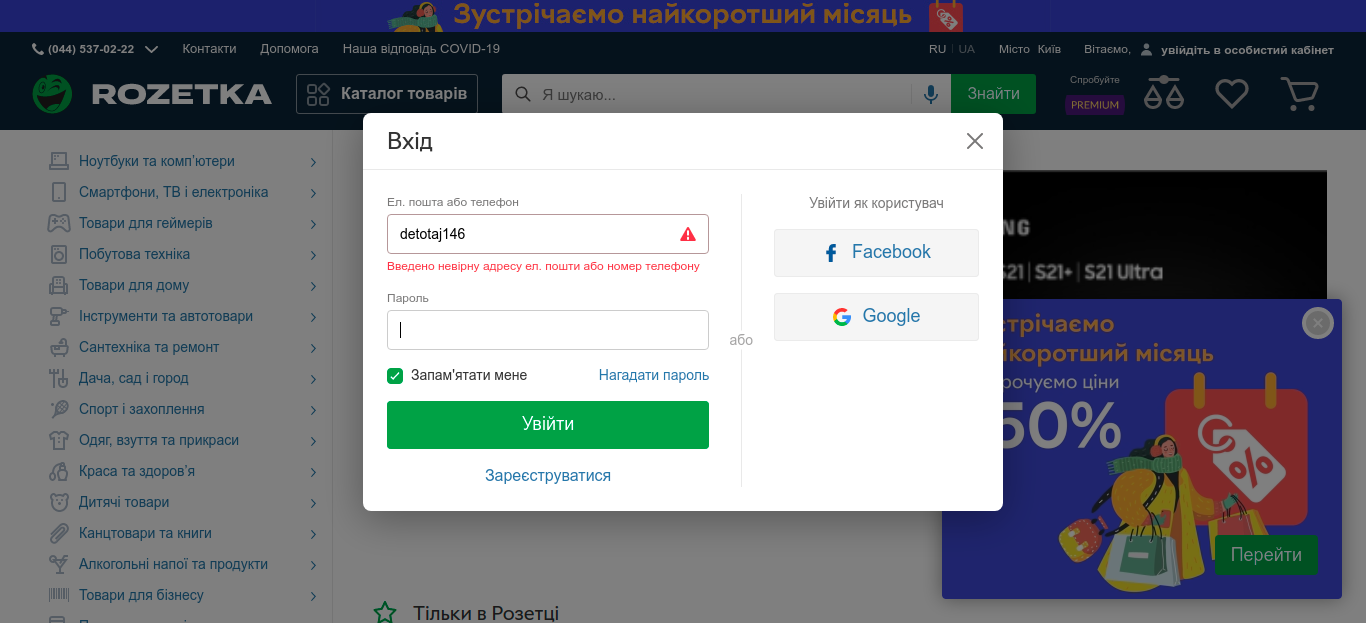 Зустрічаємо найкоротший місяць
(044) 537-02-22
Контакти
Допомога
Наша відповідь COVID-19
RU | UA
Місто Київ
Вітаємо, увійдіть в особистий кабінет
ROZETKA
Каталог товарів
Я шукаю...
Знайти
Спробуйте
PREMIUM
Ноутбуки та комп'ютери
Смартфони, ТВ і електроніка
Товари для геймерів
Побутова техніка
Товари для дому
Інструменти та автотовари
Сантехніка та ремонт
Дача, сад і город
Спорт і захоплення
Одяг, взуття та прикраси
Краса та здоров'я
Дитячі товари
Канцтовари та книги
Алкогольні напої та продукти
Товари для бізнесу
Вхід
Ел. пошта або телефон
detotaj146
Введено невірну адресу ел. пошти або номер телефону
Пароль
Запам'ятати мене
Нагадати пароль
Увійти
Зареєструватися
або
Увійти як користувач
Facebook
Google
NG
S21 | S21+ | S21 Ultra
стрічаємо
йкоротший місяць
рочуємо ціни
50%
%
Перейти
Тільки в Розетці